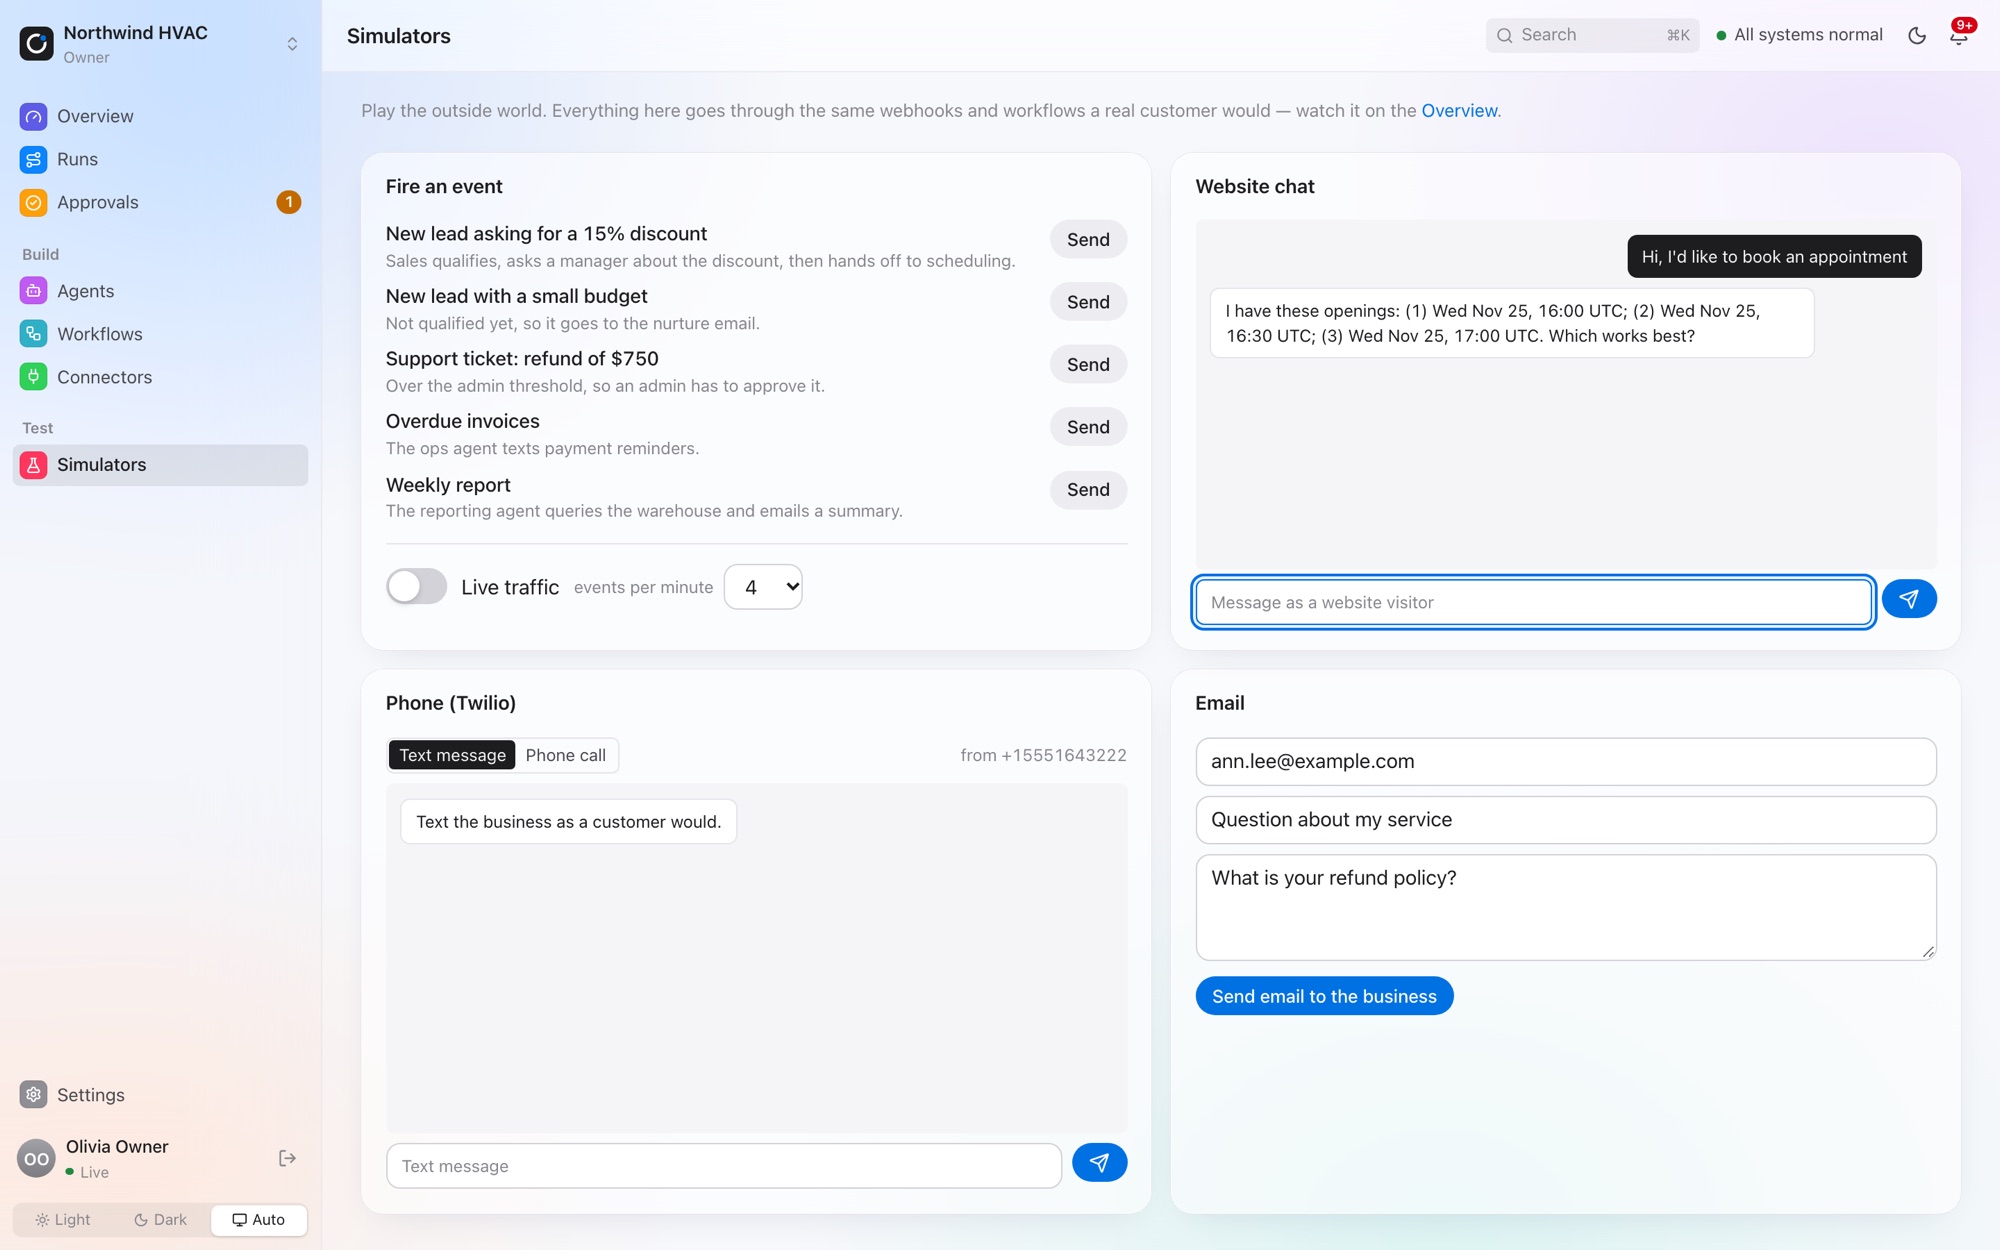 Northwind HVAC
Owner
Overview
Runs
Approvals
1
Build
Agents
Workflows
Connectors
Test
Simulators
Settings
OO
Olivia Owner
Live
Light
Dark
Auto
Simulators
Search
⌘K
All systems normal
9+
Play the outside world. Everything here goes through the same webhooks and workflows a real customer would — watch it on the Overview.
Fire an event
New lead asking for a 15% discount
Sales qualifies, asks a manager about the discount, then hands off to scheduling.
Send
New lead with a small budget
Not qualified yet, so it goes to the nurture email.
Send
Support ticket: refund of $750
Over the admin threshold, so an admin has to approve it.
Send
Overdue invoices
The ops agent texts payment reminders.
Send
Weekly report
The reporting agent queries the warehouse and emails a summary.
Send
Live traffic
events per minute
4
Website chat
Hi, I'd like to book an appointment
I have these openings: (1) Wed Nov 25, 16:00 UTC; (2) Wed Nov 25,
16:30 UTC; (3) Wed Nov 25, 17:00 UTC. Which works best?
Message as a website visitor
Phone (Twilio)
Text message
Phone call
from +15551643222
Text the business as a customer would.
Text message
Email
ann.lee@example.com
Question about my service
What is your refund policy?
Send email to the business